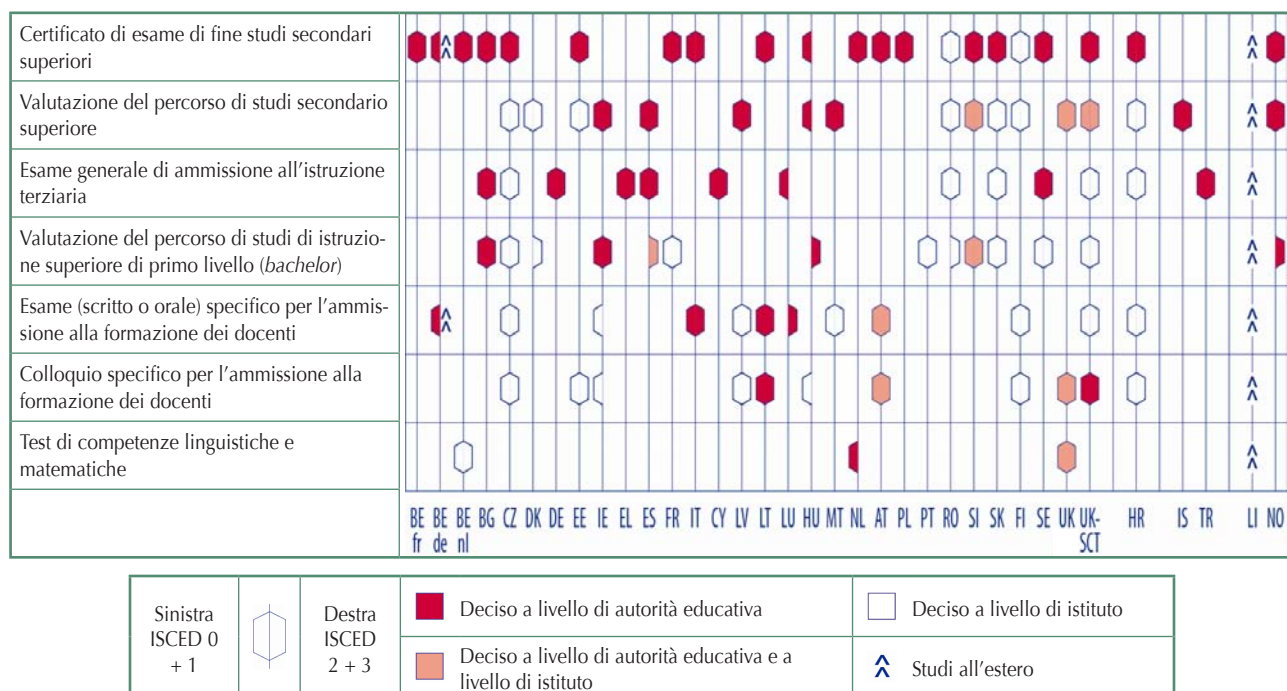 Certificato di esame di fine studi secondari
superiori
Valutazione del percorso di studi secondario
superiore
Esame generale di ammissione all'istruzione
terziaria
Valutazione del percorso di studi di istruzio-
ne superiore di primo livello (bachelor)
Esame (scritto o orale) specifico per l'ammis-
sione alla formazione dei docenti
Colloquio specifico per l'ammissione alla
formazione dei docenti
Test di competenze linguistiche e
matematiche
BE BE BE BG CZ DK DE EE IE EL ES FR IT CY LV LT LU HU MT NL AT PL PT RO SI SK FI SE UK UK- HR IS TR LI NO
fr de nl SCT
Sinistra
ISCED 0
+ 1
Destra
ISCED
2 + 3
Deciso a livello di autorità educativa
Deciso a livello di istituto
Deciso a livello di autorità educativa e a
livello di istituto
Studi all'estero